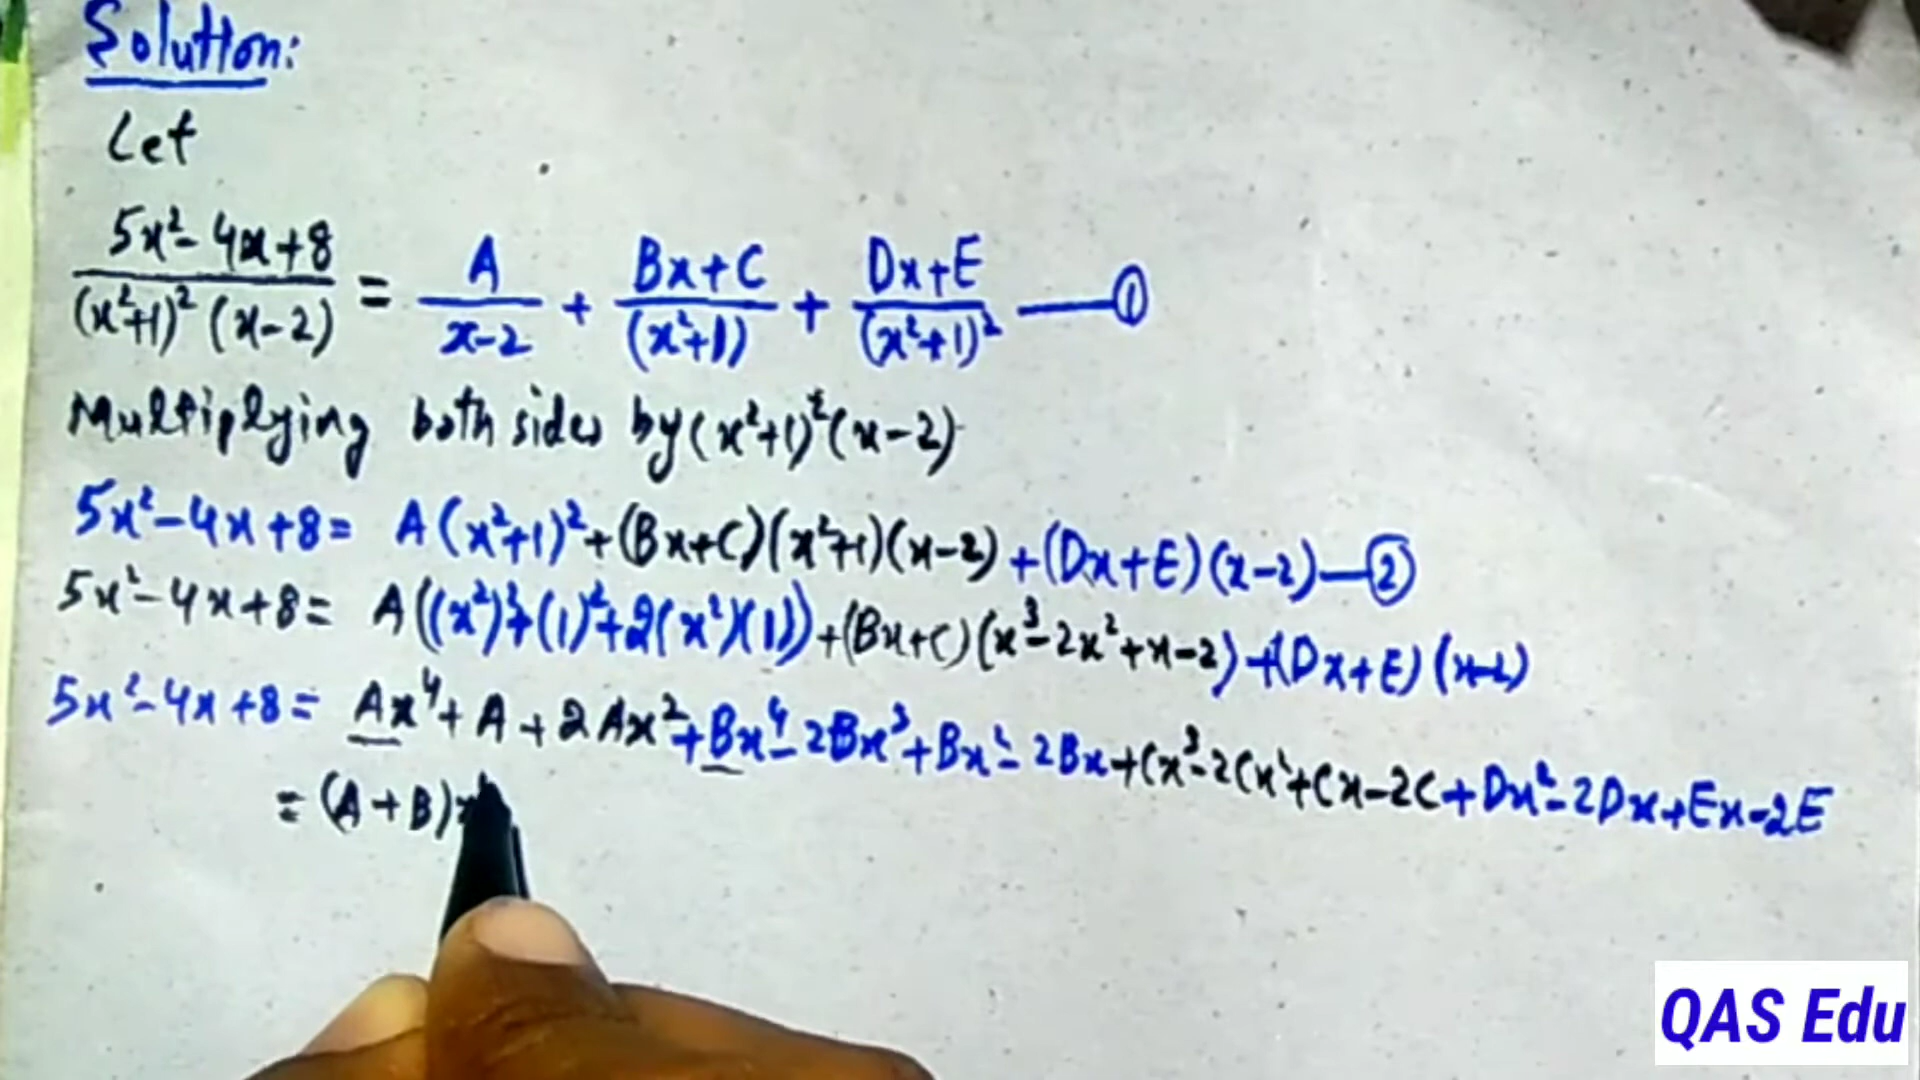 Solution:
Let
5x²-4x+8 / (x²+1)² (x-2) = A / x-2 + Bx+C / (x²+1) + Dx+E / (x²+1)² — ①
Multiplying both sides by (x²+1)²(x-2)
5x²-4x+8 = A(x²+1)²+(Bx+C)(x²+1)(x-2)+(Dx+E)(x-2)—②
5x²-4x+8 = A((x²)²+(1)²+2(x²)(1))+(Bx+C)(x³-2x²+x-2)+(Dx+E)(x-2)
5x²-4x+8 = Ax⁴+A+2Ax²+Bx⁴-2Bx³+Bx²-2Bx+Cx³-2Cx²+Cx-2C+Dx²-2Dx+Ex-2E
= (A+B)x
QAS Edu